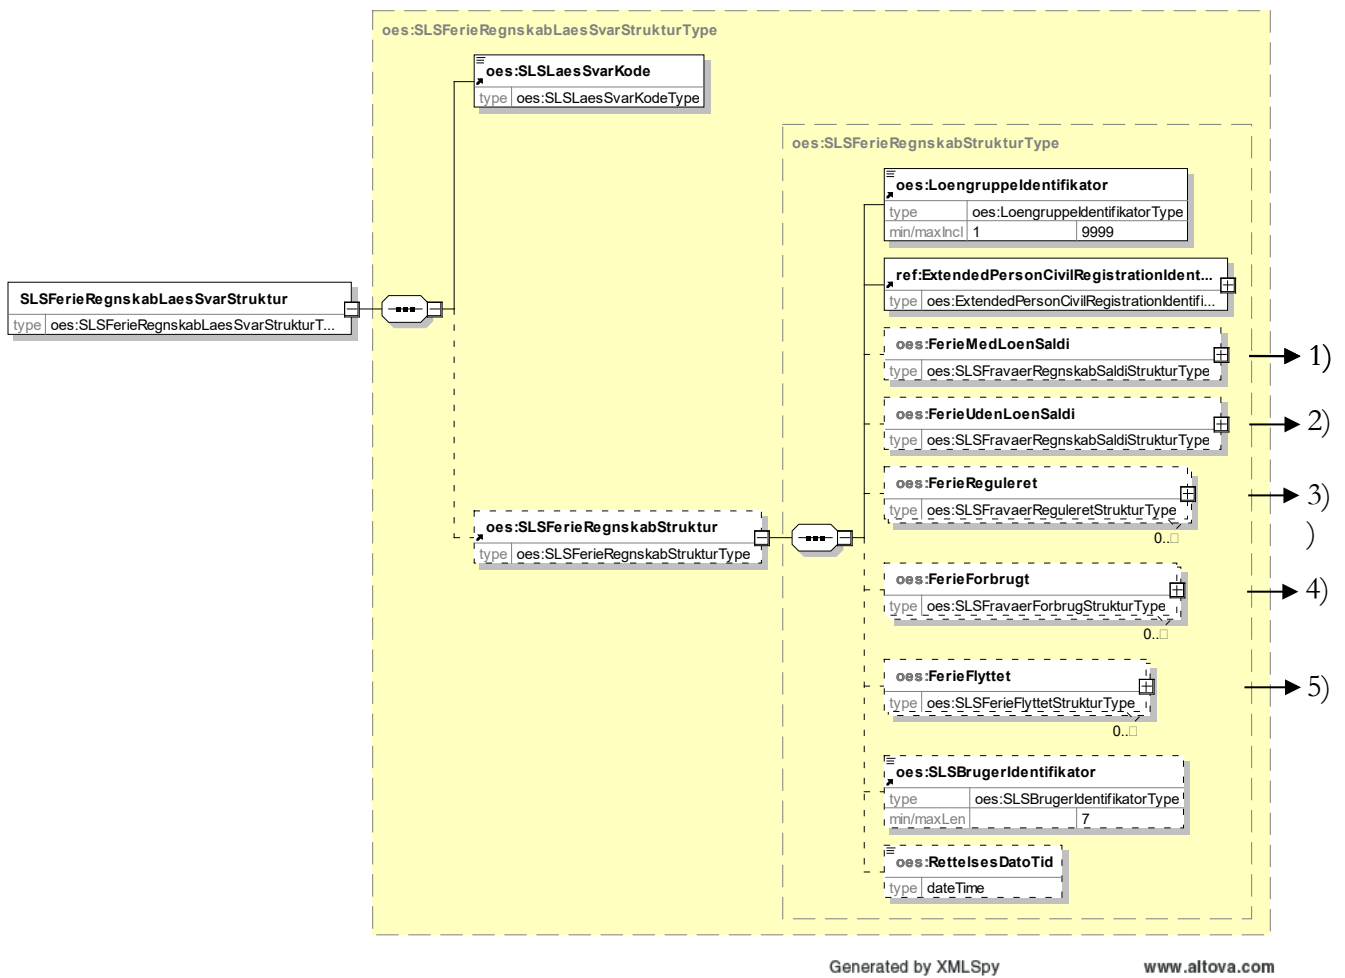 oes:SLSFerieRegnskabLaesSvarStrukturType
oes:SLSLaesSvarKode
type oes:SLSLaesSvarKodeType
oes:SLSFerieRegnskabStrukturType
oes:LoengruppeIdentifikator
type oes:LoengruppeIdentifikatorType
min/maxIncl 1 9999
ref:ExtendedPersonCivilRegistrationIdent...
type oes:ExtendedPersonCivilRegistrationIdentifi...
SLSFerieRegnskabLaesSvarStruktur
type oes:SLSFerieRegnskabLaesSvarStrukturT...
oes:FerieMedLoenSaldi
type oes:SLSFravaerRegnskabSaldiStrukturType
1)
oes:FerieUdenLoenSaldi
type oes:SLSFravaerRegnskabSaldiStrukturType
2)
oes:FerieReguleret
type oes:SLSFravaerReguleretStrukturType
3)
)
0..□
oes:SLSFerieRegnskabStruktur
type oes:SLSFerieRegnskabStrukturType
oes:FerieForbrugt
type oes:SLSFravaerForbrugStrukturType
4)
0..□
oes:FerieFlyttet
type oes:SLSFerieFlyttetStrukturType
5)
0..□
oes:SLSBrugerIdentifikator
type oes:SLSBrugerIdentifikatorType
min/maxLen 7
oes:RettelsesDatoTid
type dateTime
Generated by XMLSpy www.altova.com